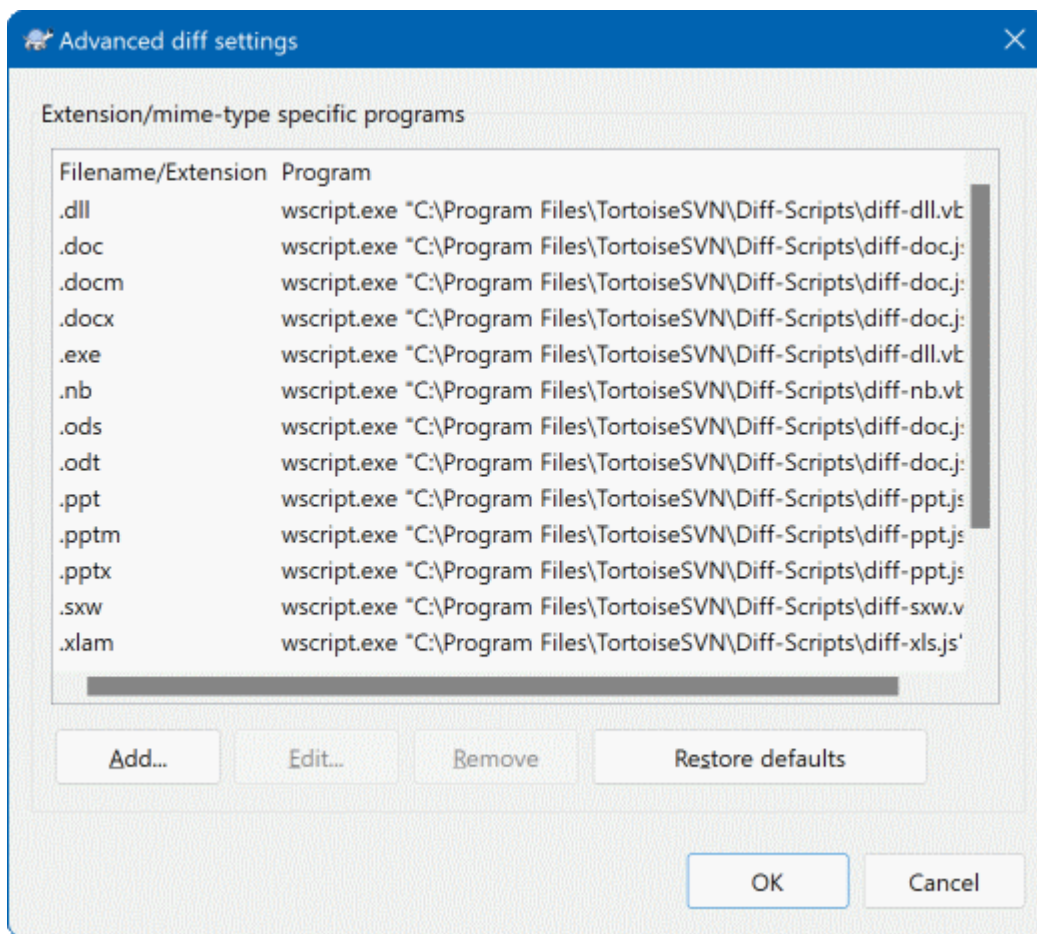 Advanced diff settings
Extension/mime-type specific programs
Filename/Extension Program
.dll wscript.exe "C:\Program Files\TortoiseSVN\Diff-Scripts\diff-dll.vb
.doc wscript.exe "C:\Program Files\TortoiseSVN\Diff-Scripts\diff-doc.js
.docm wscript.exe "C:\Program Files\TortoiseSVN\Diff-Scripts\diff-doc.js
.docx wscript.exe "C:\Program Files\TortoiseSVN\Diff-Scripts\diff-doc.js
.exe wscript.exe "C:\Program Files\TortoiseSVN\Diff-Scripts\diff-dll.vb
.nb wscript.exe "C:\Program Files\TortoiseSVN\Diff-Scripts\diff-nb.vb
.ods wscript.exe "C:\Program Files\TortoiseSVN\Diff-Scripts\diff-doc.js
.odt wscript.exe "C:\Program Files\TortoiseSVN\Diff-Scripts\diff-doc.js
.ppt wscript.exe "C:\Program Files\TortoiseSVN\Diff-Scripts\diff-ppt.js
.pptm wscript.exe "C:\Program Files\TortoiseSVN\Diff-Scripts\diff-ppt.js
.pptx wscript.exe "C:\Program Files\TortoiseSVN\Diff-Scripts\diff-ppt.js
.sxw wscript.exe "C:\Program Files\TortoiseSVN\Diff-Scripts\diff-sxw.v
.xlam wscript.exe "C:\Program Files\TortoiseSVN\Diff-Scripts\diff-xls.js"
Add... Edit... Remove Restore defaults
OK Cancel